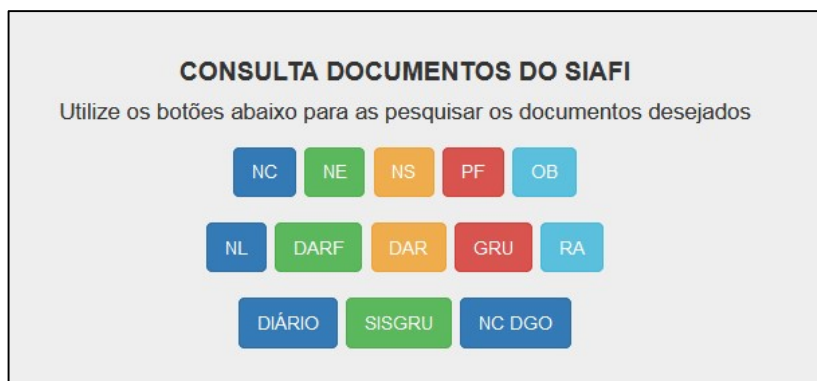 CONSULTA DOCUMENTOS DO SIAFI
Utilize os botões abaixo para as pesquisar os documentos desejados
NC NE NS PF OB
NL DARF DAR GRU RA
DIÁRIO SISGRU NC DGO